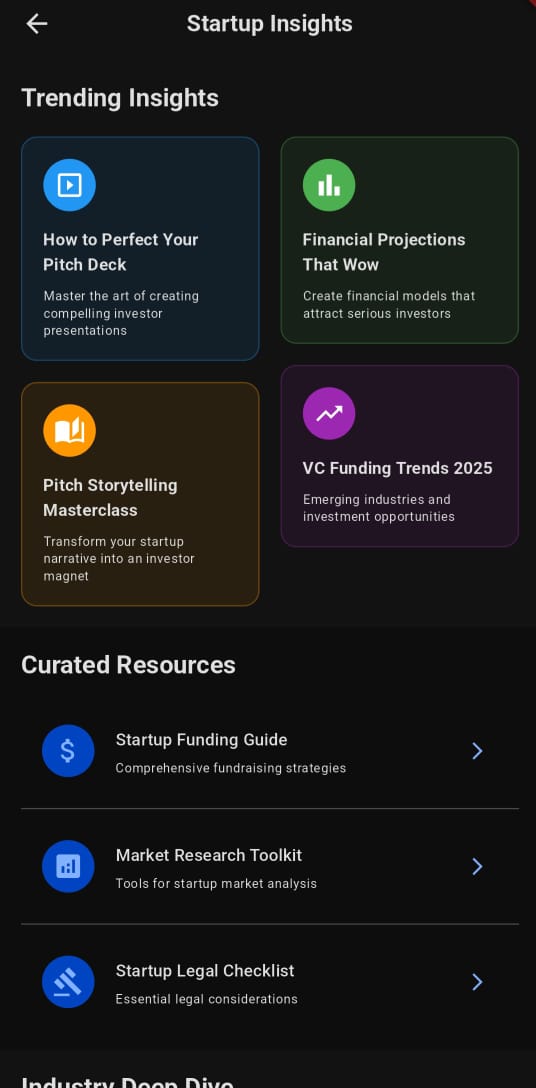 Startup Insights
Trending Insights
How to Perfect Your
Pitch Deck
Master the art of creating
compelling investor
presentations
Financial Projections
That Wow
Create financial models that
attract serious investors
Pitch Storytelling
Masterclass
Transform your startup
narrative into an investor
magnet
VC Funding Trends 2025
Emerging industries and
investment opportunities
Curated Resources
Startup Funding Guide
Comprehensive fundraising strategies
Market Research Toolkit
Tools for startup market analysis
Startup Legal Checklist
Essential legal considerations
Industry Deep Dive